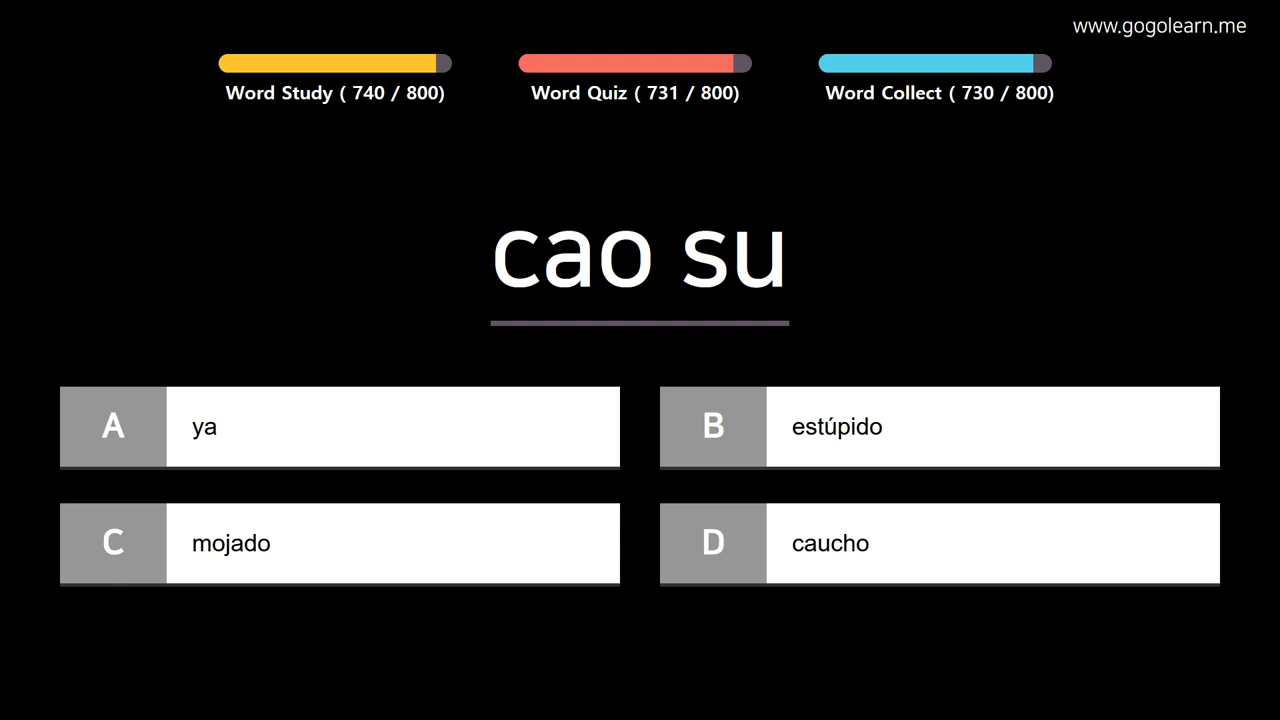 www.gogolearn.me
Word Study ( 740 / 800)
Word Quiz ( 731 / 800)
Word Collect ( 730 / 800)
cao su
A
ya
B
estúpido
C
mojado
D
caucho